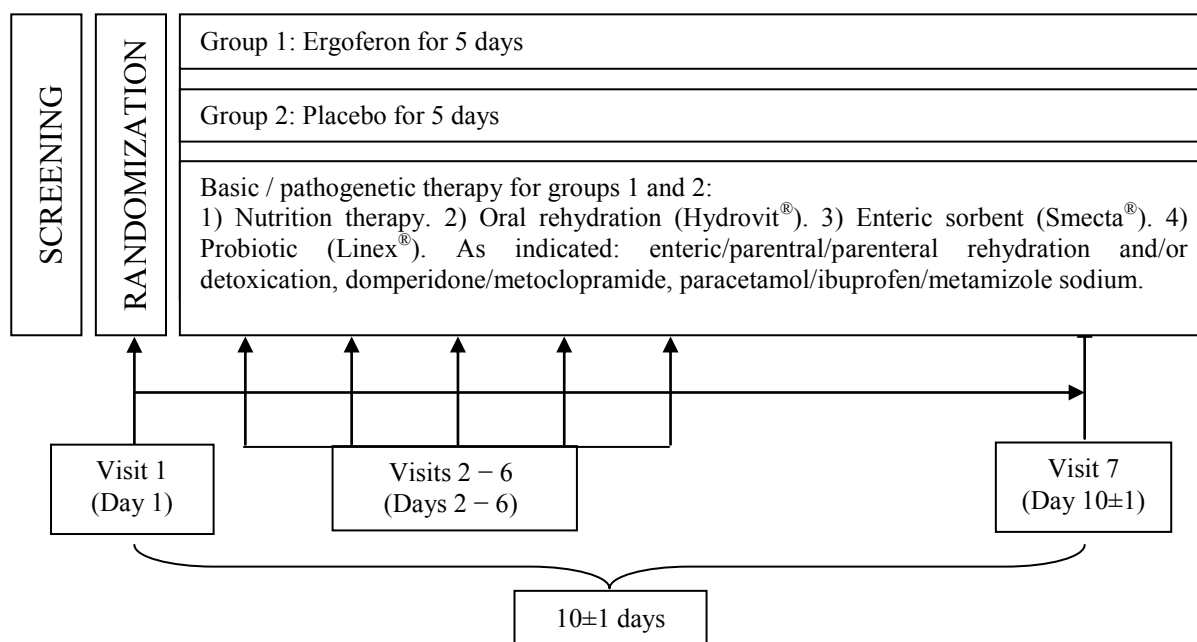 SCREENING
RANDOMIZATION
Group 1: Ergoferon for 5 days
Group 2: Placebo for 5 days
Basic / pathogenetic therapy for groups 1 and 2:
1) Nutrition therapy. 2) Oral rehydration (Hydrovit®). 3) Enteric sorbent (Smecta®). 4)
Probiotic (Linex®). As indicated: enteric/parentral/parenteral rehydration and/or
detoxication, domperidone/metoclopramide, paracetamol/ibuprofen/metamizole sodium.
Visit 1
(Day 1)
Visits 2 − 6
(Days 2 − 6)
Visit 7
(Day 10±1)
10±1 days